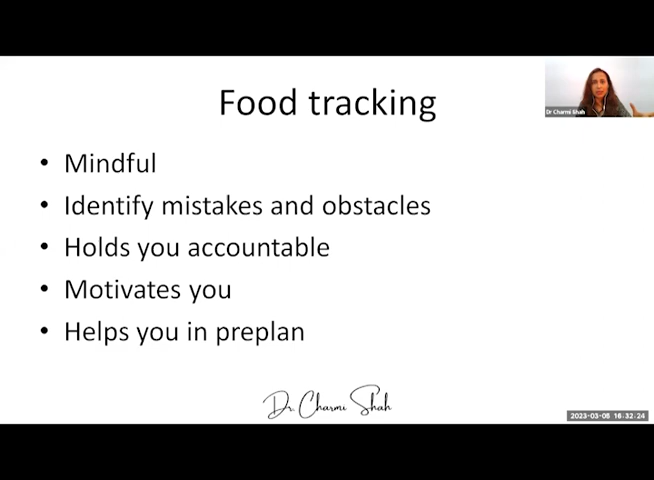 Food tracking
Dr Charmi Shah
• Mindful
• Identify mistakes and obstacles
• Holds you accountable
• Motivates you
• Helps you in preplan
Dr. Charmi Shah
2023-03-06 16:32:24